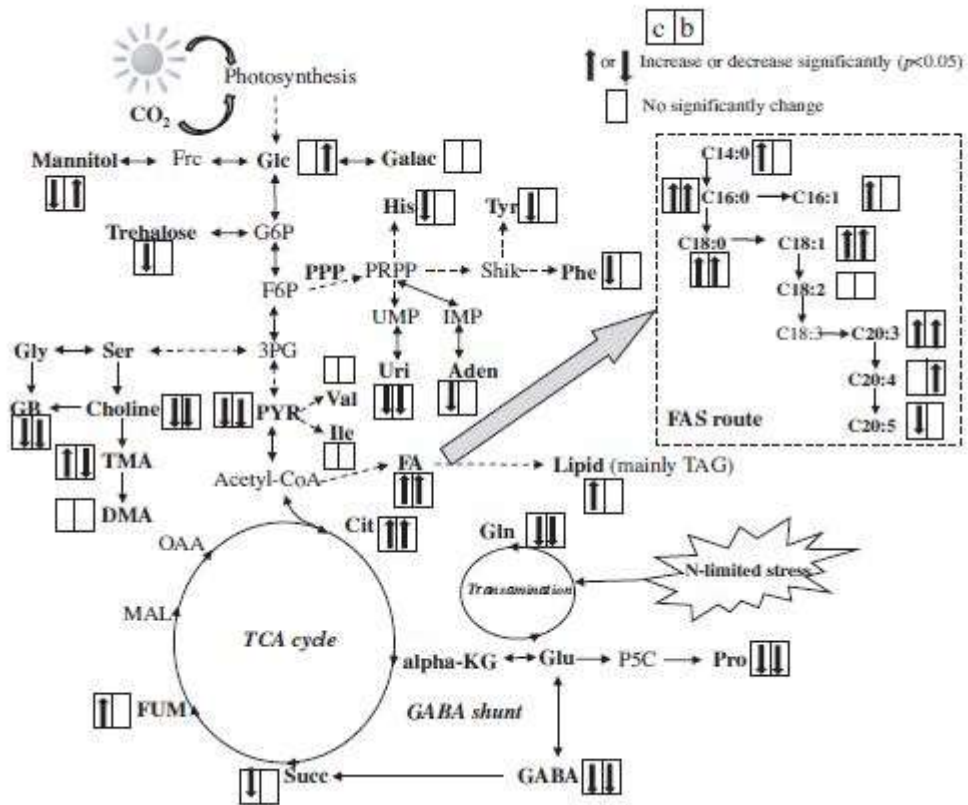 c b
or Increase or decrease significantly (p<0.05)
No significantly change
Photosynthesis
CO2
Mannitol Frc Glc Galac
Trehalose G6P
His Tyr
PPP PRPP Shik Phe
F6P
UMP IMP
Gly Ser 3PG
Uri Aden
Val
GB Choline PYR
Ile
TMA
Acetyl-CoA FA Lipid (mainly TAG)
DMA
Cit Gln
OAA
Transamination N-limited stress
MAL
TCA cycle
alpha-KG Glu P5C Pro
FUM GABA shunt
Succ GABA
C14:0
C16:0 C16:1
C18:0 C18:1
C18:2
C18:3 C20:3
C20:4
FAS route C20:5